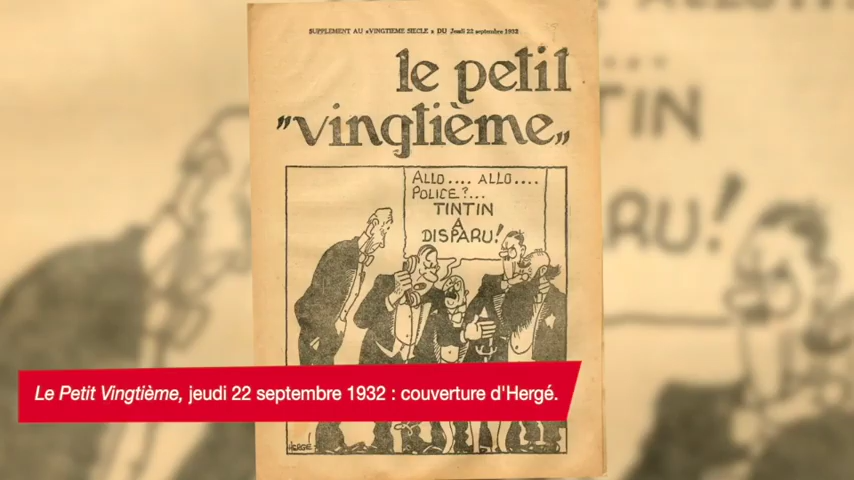 SUPPLEMENT AU «VINGTIEME SIECLE» DU Jeudi 22 septembre 1932
le petit
"vingtième"
ALLO.... ALLO....
POLICE?...
TINTIN
A
DISPARU!
Le Petit Vingtième, jeudi 22 septembre 1932 : couverture d'Hergé.
HERGÉ
TIN
RU!